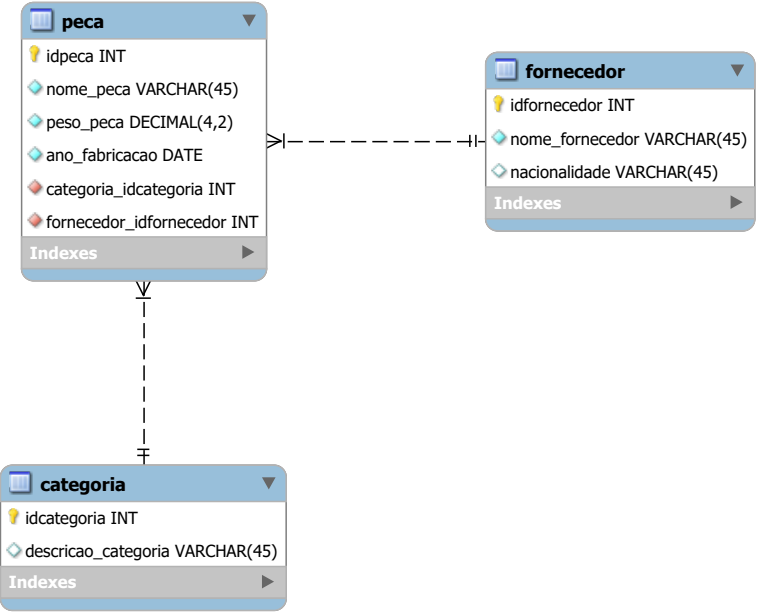 peca
idpeca INT
nome_peca VARCHAR(45)
peso_peca DECIMAL(4,2)
ano_fabricacao DATE
categoria_idcategoria INT
fornecedor_idfornecedor INT
Indexes
fornecedor
idfornecedor INT
nome_fornecedor VARCHAR(45)
nacionalidade VARCHAR(45)
Indexes
categoria
idcategoria INT
descricao_categoria VARCHAR(45)
Indexes